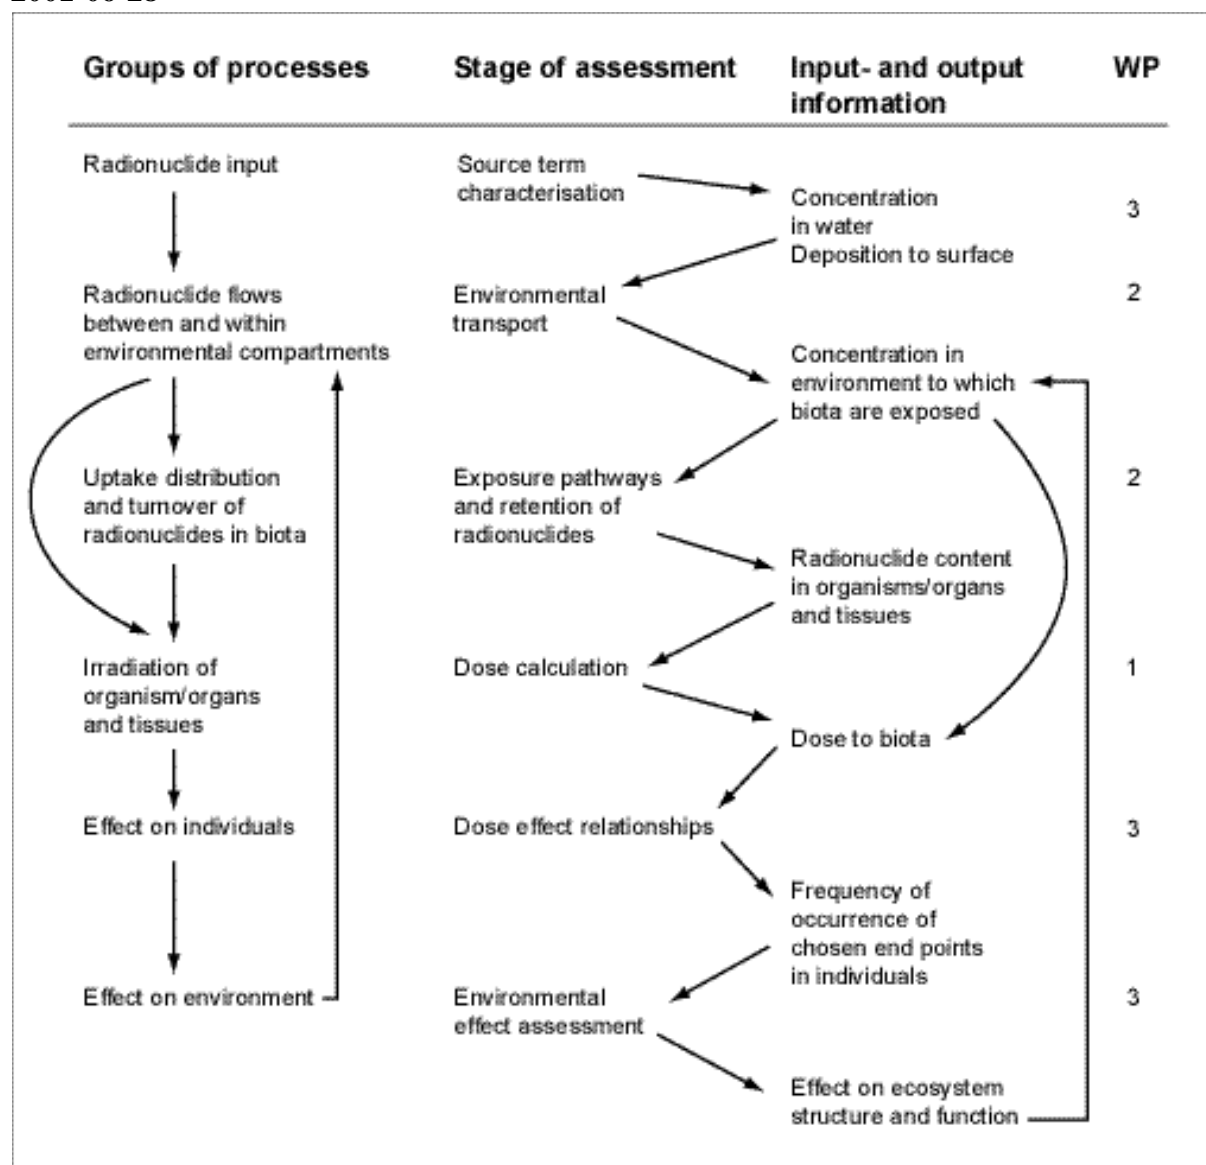 Groups of processes
Stage of assessment
Input- and output
information
WP
Radionuclide input
Source term
characterisation
Concentration
in water
Deposition to surface
3
Radionuclide flows
between and within
environmental compartments
Environmental
transport
2
Concentration in
environment to which
biota are exposed
Uptake distribution
and turnover of
radionuclides in biota
Exposure pathways
and retention of
radionuclides
2
Radionuclide content
in organisms/organs
and tissues
Irradiation of
organism/organs
and tissues
Dose calculation
1
Dose to biota
Effect on individuals
Dose effect relationships
3
Frequency of
occurrence of
chosen end points
in individuals
Effect on environment
Environmental
effect assessment
3
Effect on ecosystem
structure and function